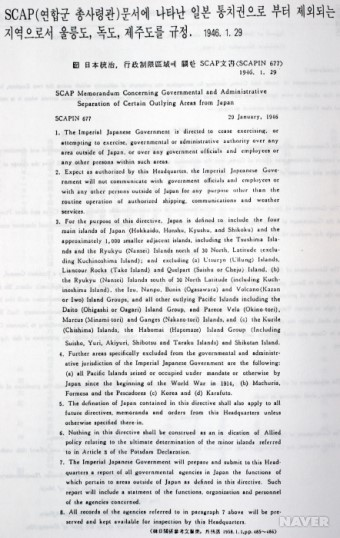 SCAP(연합군 총사령관)문서에 나타난 일본 통치권으로 부터 제외되는
지역으로서 울릉도, 독도, 제주도를 규정. 1946. 1. 29
日本統治, 行政制限區域에 關한 SCAP文書(SCAPIN 677)
1946. 1. 29
SCAP Memorandum Concerning Governmental and Administrative
Separation of Certain Outlying Areas from Japan
SCAPIN 677 29 January, 1946
1. The Imperial Japanese Government is directed to cease exercising, or
attempting to exercise, governmental or administrative authority over any
area outside of Japan, or over any government officials and employees or
any other persons within such areas.
2. Expect as authorized by this Headquarters, the Imperial Japanese Gove-
rnment will not communicate with government officials and employees or
with any other persons outside of Japan for any purpose other than the
routine operation of authorized shipping, communications and weather
services.
3. For the purpose of this directive, Japan is defined to include the four
main islands of Japan (Hokkaido, Honshu, Kyushu, and Shikoku) and the
approximately 1,000 smaller adjacent islands, including the Tsushima Isla-
nds and the Ryukyu (Nansei) Islands north of 30 North, Latitude (exclu-
ding Kuchinoshima Island); and excluding (a) Utsuryo (Ullung) Islands,
Liancour Rocks (Take Island) and Quelpart (Saishu or Cheju) Island, (b)
the Ryukyu (Nansei) Islands south of 30 North Latitude (including Kuch-
inoshima Island), the Izu, Nanpo, Bonin (Ogasawara) and Volcano(Kazan
or Iwo) Island Groups, and all other outlying Pacific Islands including the
Daito (Ohigashi or Oagari) Island Group, and Parece Vela (Okino-tori),
Marcus (Minami-tori) and Ganges (Nakano-tori) Islands, and (c) the Kurile
(Chishima) Islands, the Habomai (Hapomaze) Island Group (Including
Suisho, Yuri, Akiyuri, Shibotsu and Taraku Islands) and Shikotan Island.
4. Further areas specifically excluded from the governmental and administr-
ative jurisdiction of the Imperial Japanese Government are the following:
(a) all Pacific Islands seized or occupied under mandate or otherwise by
Japan since the beginning of the World War in 1914, (b) Machuria,
Formosa and the Pescadores (c) Korea and (d) Karafuto.
5. The defination of Japan contained in this directive shall also apply to all
future directives, memoranda and orders from this Headquarters unless
otherwise specified there-in.
6. Nothing in this directive shall be construed as an in dication of Allied
policy relating to the ultimate determination of the minor islands referred
to in Article 8 of the Potsdam Declaration.
7. The Imperial Japanese Government will prepare and submit to this Head-
quarters a report of all governmental agencies in Japan the functions of
which pertain to areas outside of Japan as defined in this directive. Such
report will include a statment of the functions, organization and personnel
of the agencies concerned.
8. All records of the agencies referred to in paragraph 7 above will be pre-
served and kept available for inspection by this Headquarters.
NAVER